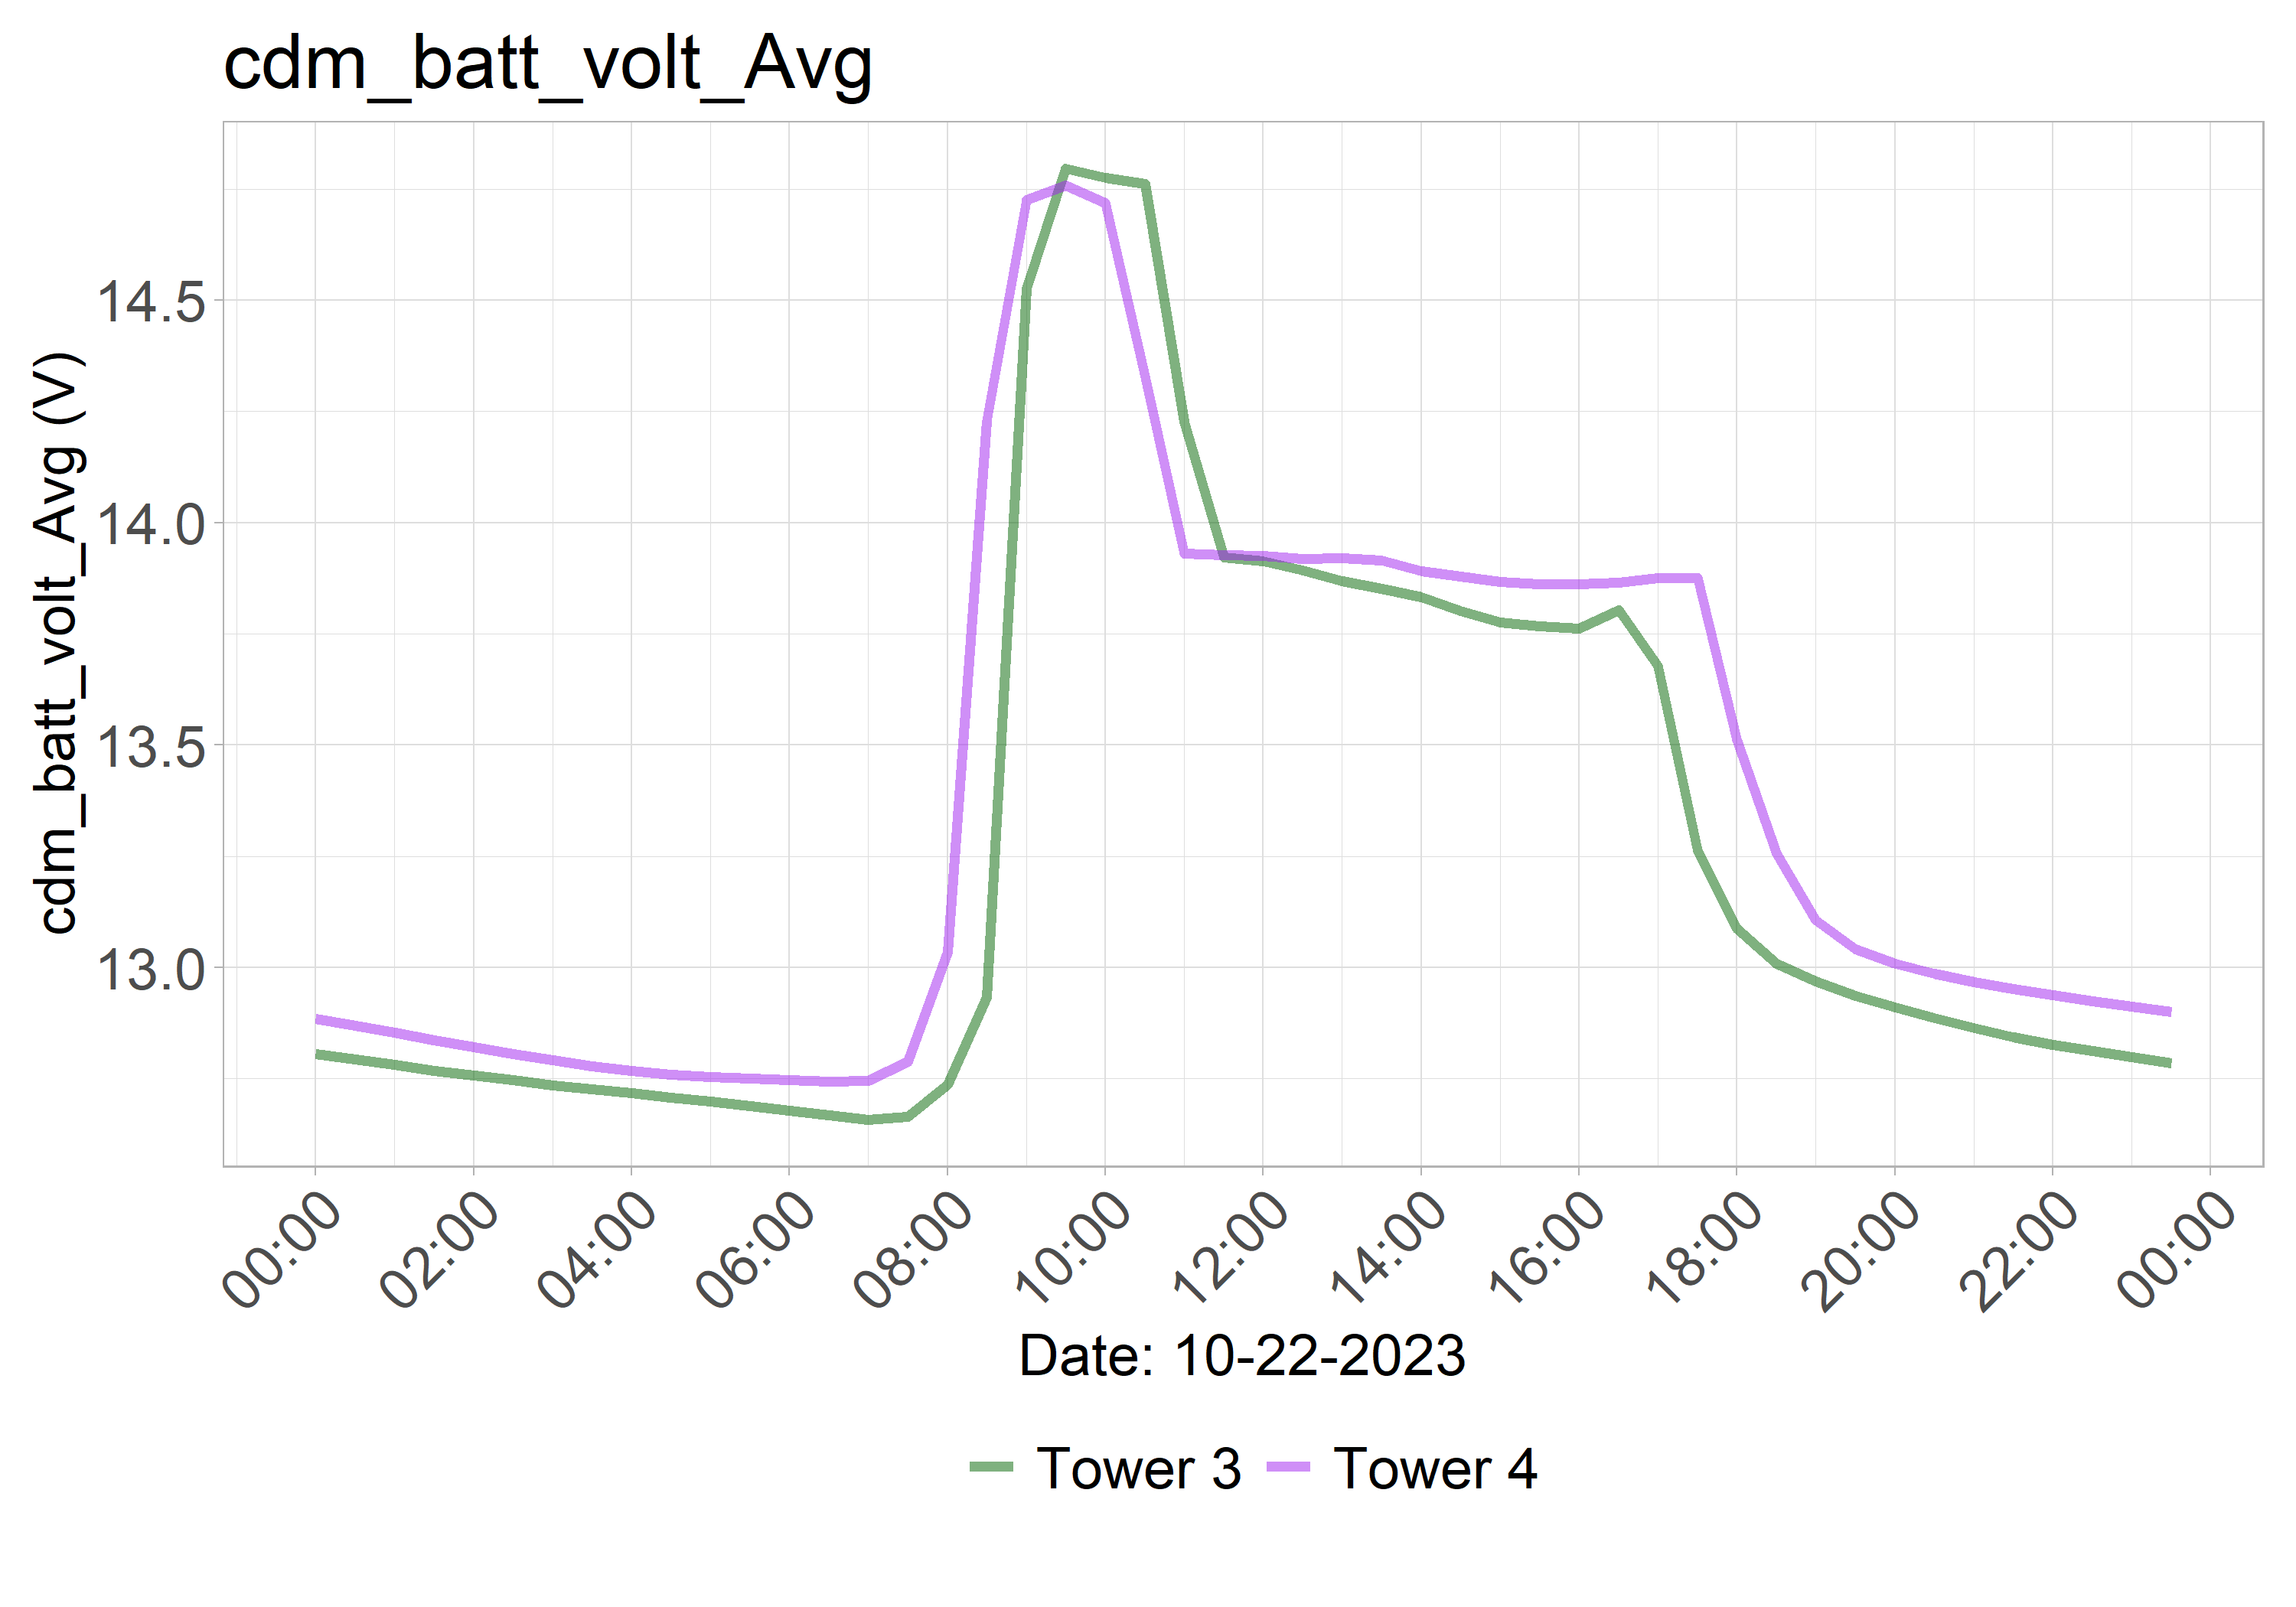 cdm_batt_volt_Avg
cdm_batt_volt_Avg (V)
14.5
14.0
13.5
13.0
00:00 02:00 04:00 06:00 08:00 10:00 12:00 14:00 16:00 18:00 20:00 22:00 00:00
Date: 10-22-2023
Tower 3 Tower 4